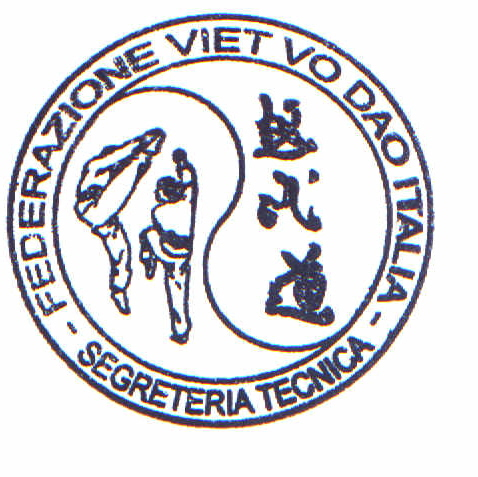 FEDERAZIONE VIET VO DAO ITALIA
- SEGRETERIA TECNICA -
越
武
道